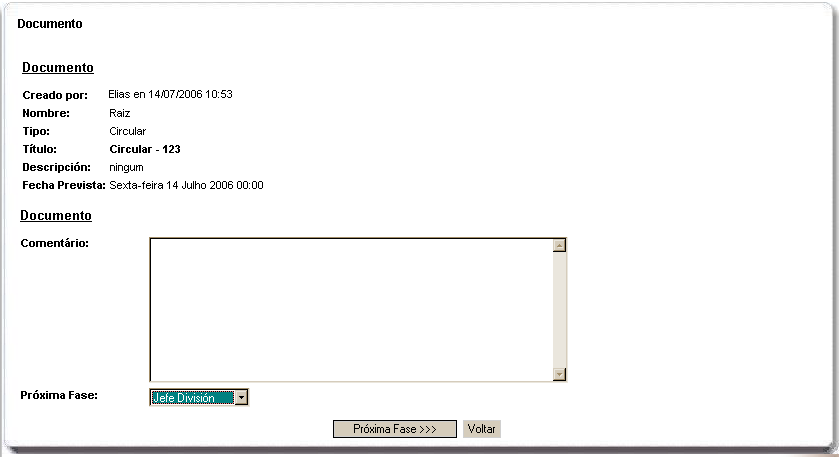 Documento
Documento
Creado por: Elias en 14/07/2006 10:53
Nombre: Raiz
Tipo: Circular
Título: Circular - 123
Descripción: ningum
Fecha Prevista: Sexta-feira 14 Julho 2006 00:00
Documento
Comentário:
Próxima Fase: Jefe División
Próxima Fase >>> Voltar